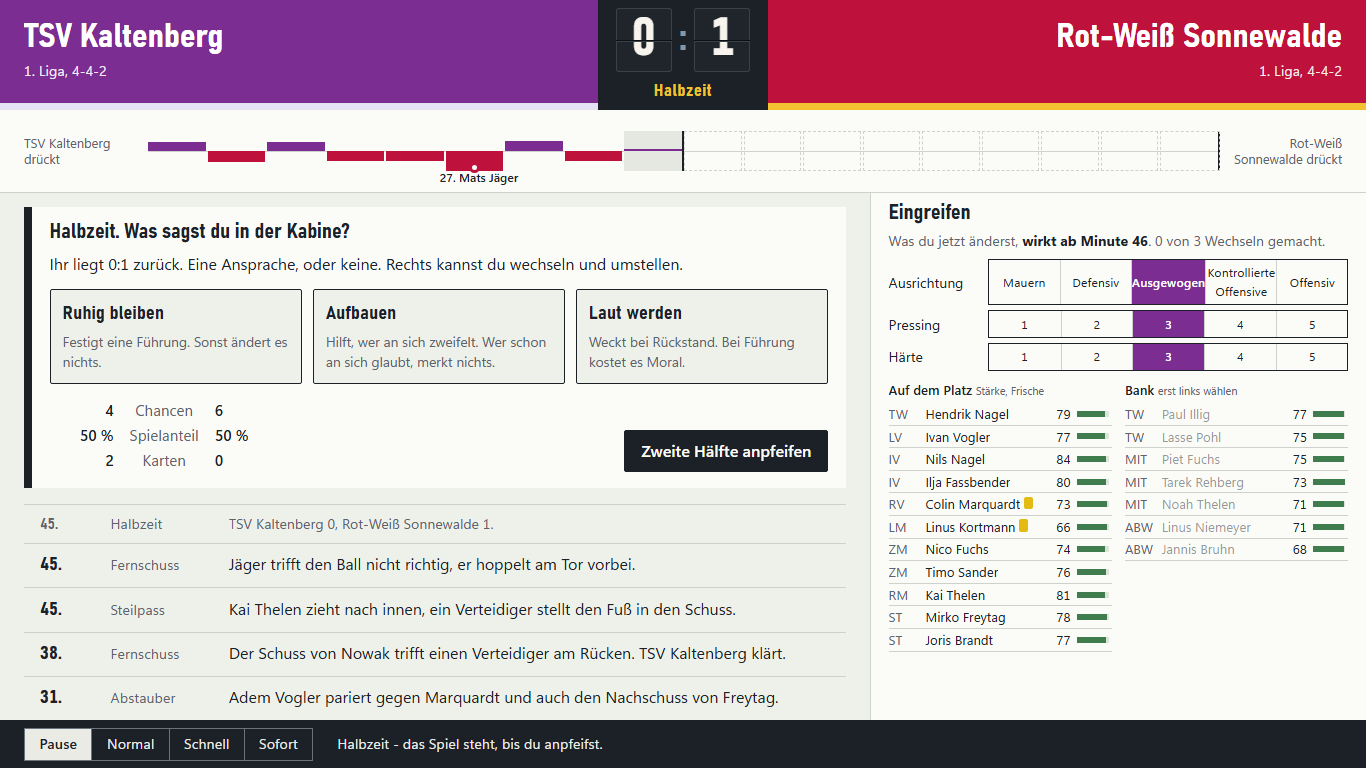 TSV Kaltenberg
1. Liga, 4-4-2
0 : 1
Halbzeit
Rot-Weiß Sonnewalde
1. Liga, 4-4-2
TSV Kaltenberg
drückt
27. Mats Jäger
Rot-Weiß
Sonnewalde drückt
Halbzeit. Was sagst du in der Kabine?
Ihr liegt 0:1 zurück. Eine Ansprache, oder keine. Rechts kannst du wechseln und umstellen.
Ruhig bleiben
Festigt eine Führung. Sonst ändert es
nichts.
Aufbauen
Hilft, wer an sich zweifelt. Wer schon
an sich glaubt, merkt nichts.
Laut werden
Weckt bei Rückstand. Bei Führung
kostet es Moral.
4 Chancen 6
50 % Spielanteil 50 %
2 Karten 0
Zweite Hälfte anpfeifen
45. Halbzeit TSV Kaltenberg 0, Rot-Weiß Sonnewalde 1.
45. Fernschuss Jäger trifft den Ball nicht richtig, er hoppelt am Tor vorbei.
45. Steilpass Kai Thelen zieht nach innen, ein Verteidiger stellt den Fuß in den Schuss.
38. Fernschuss Der Schuss von Nowak trifft einen Verteidiger am Rücken. TSV Kaltenberg klärt.
31. Abstauber Adem Vogler pariert gegen Marquardt und auch den Nachschuss von Freytag.
Eingreifen
Was du jetzt änderst, wirkt ab Minute 46. 0 von 3 Wechseln gemacht.
Ausrichtung Mauern Defensiv Ausgewogen Kontrollierte Offensive Offensiv
Pressing 1 2 3 4 5
Härte 1 2 3 4 5
Auf dem Platz Stärke, Frische
TW Hendrik Nagel 79
LV Ivan Vogler 77
IV Nils Nagel 84
IV Ilja Fassbender 80
RV Colin Marquardt 73
LM Linus Kortmann 66
ZM Nico Fuchs 74
ZM Timo Sander 76
RM Kai Thelen 81
ST Mirko Freytag 78
ST Joris Brandt 77
Bank erst links wählen
TW Paul Illig 77
TW Lasse Pohl 75
MIT Piet Fuchs 75
MIT Tarek Rehberg 73
MIT Noah Thelen 71
ABW Linus Niemeyer 71
ABW Jannis Bruhn 68
Pause Normal Schnell Sofort Halbzeit - das Spiel steht, bis du anpfeifst.